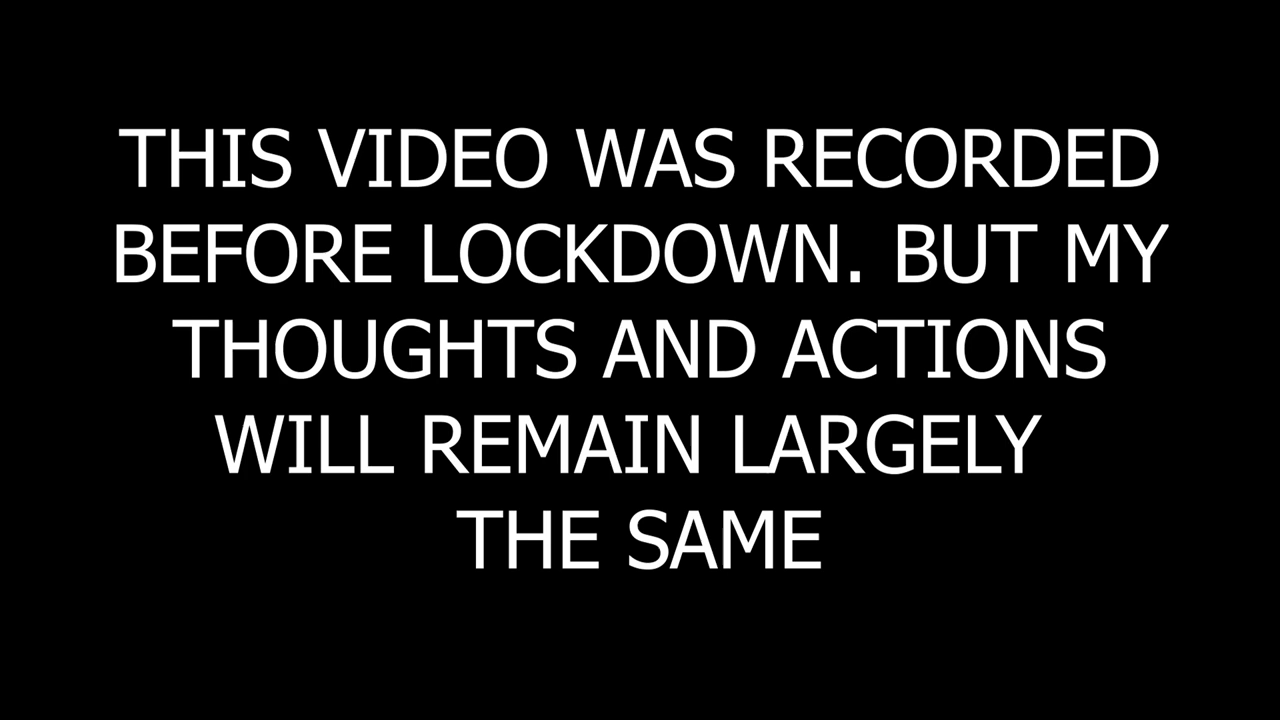 THIS VIDEO WAS RECORDED
BEFORE LOCKDOWN. BUT MY
THOUGHTS AND ACTIONS
WILL REMAIN LARGELY
THE SAME